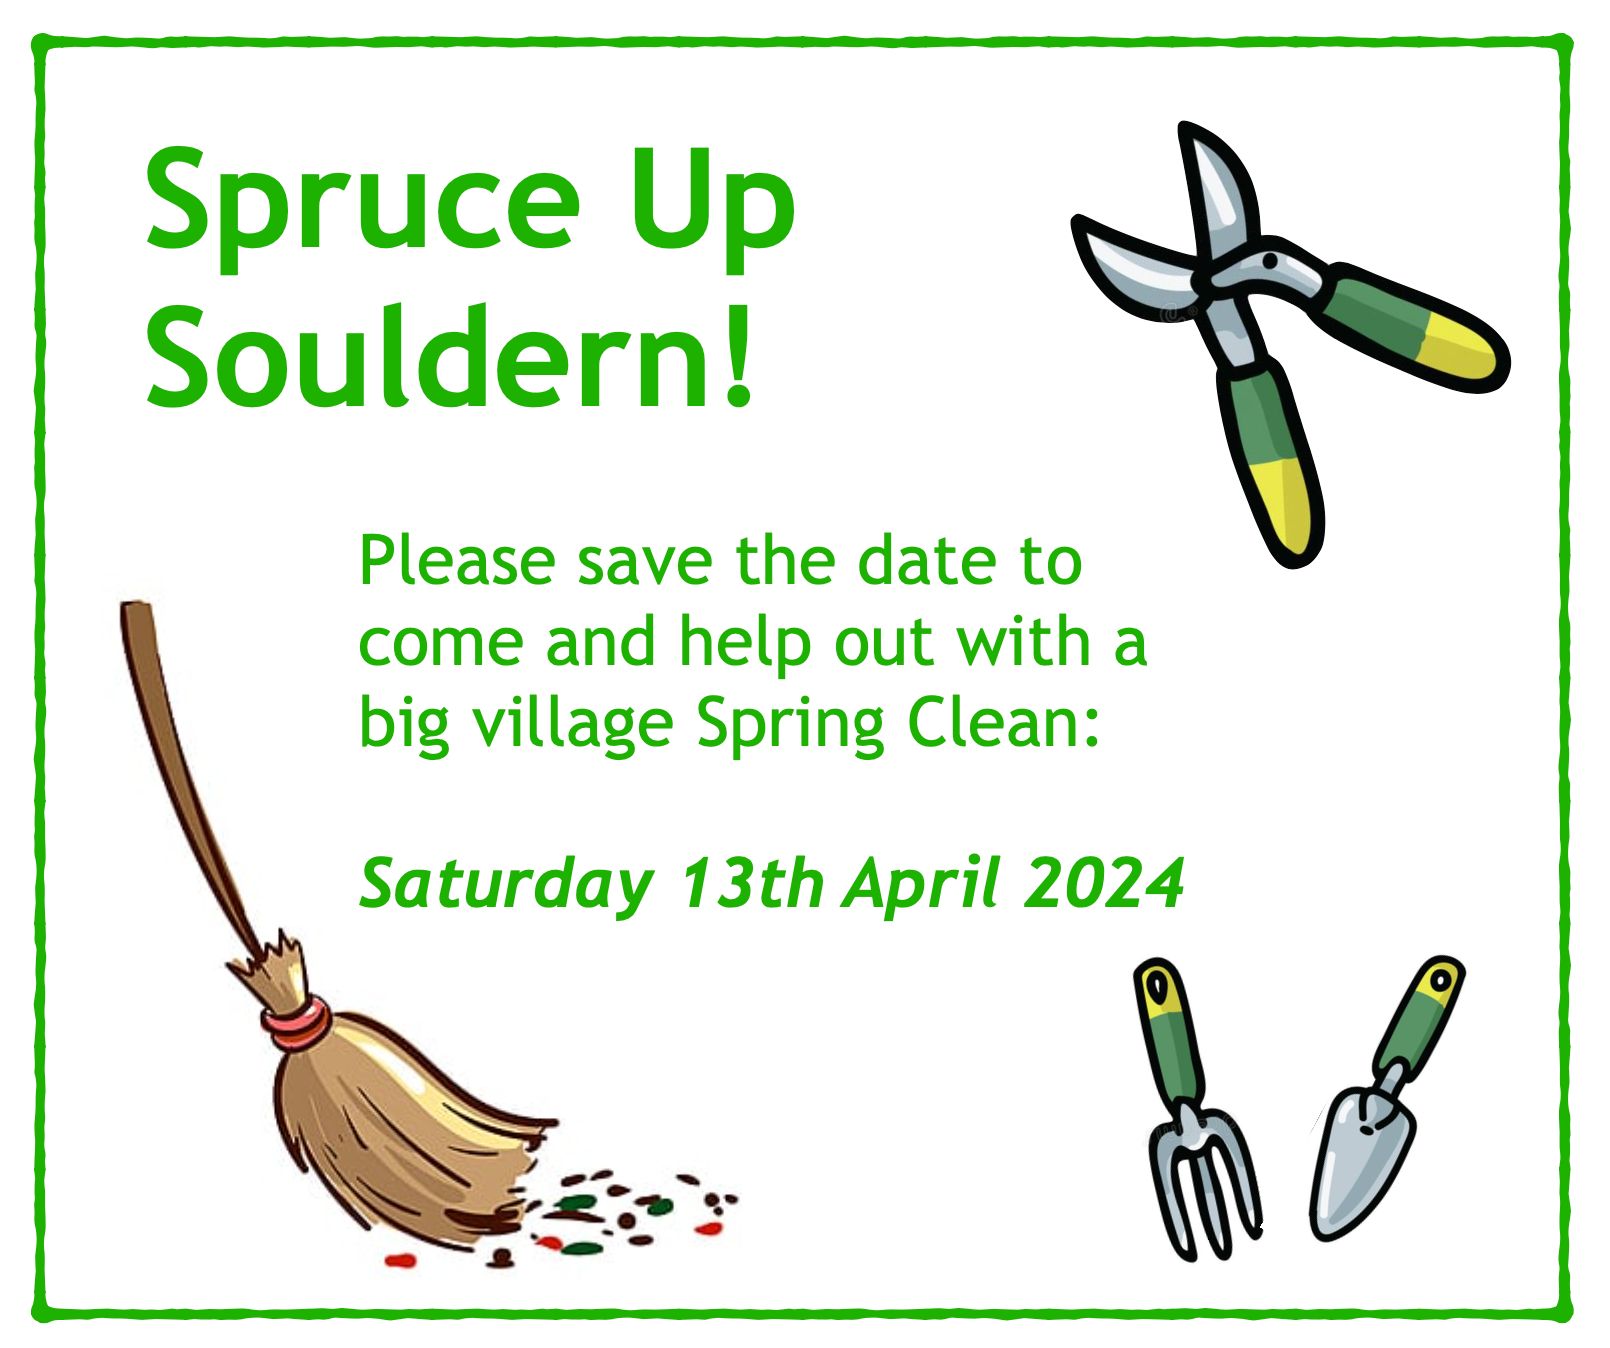 Spruce Up
Souldern!
Please save the date to
come and help out with a
big village Spring Clean:
Saturday 13th April 2024